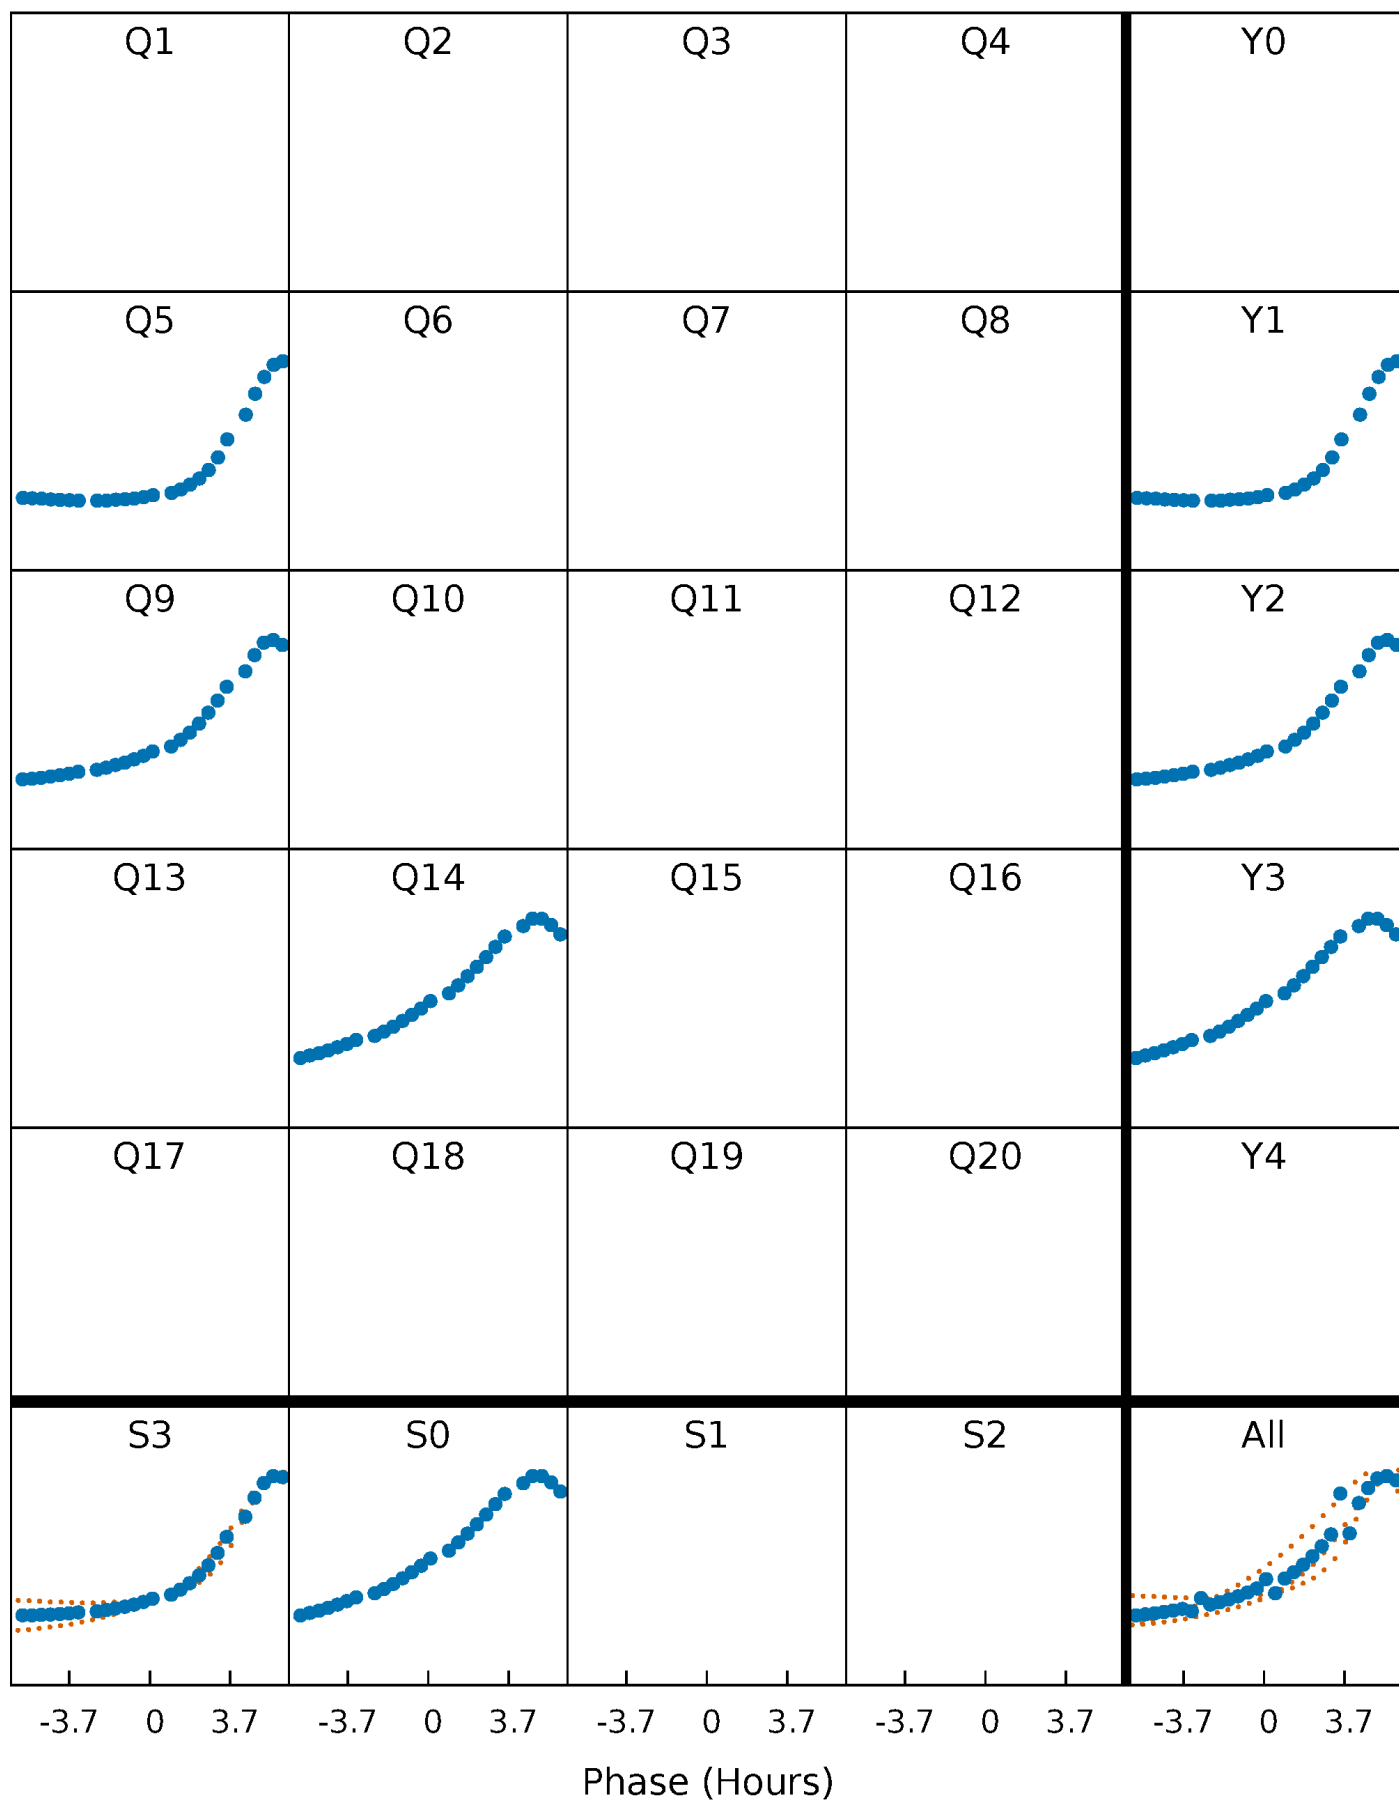 Q1 Q2 Q3 Q4 Y0
Q5 Q6 Q7 Q8 Y1
Q9 Q10 Q11 Q12 Y2
Q13 Q14 Q15 Q16 Y3
Q17 Q18 Q19 Q20 Y4
S3 S0 S1 S2 All
-3.7 0 3.7 -3.7 0 3.7 -3.7 0 3.7 -3.7 0 3.7 -3.7 0 3.7
Phase (Hours)